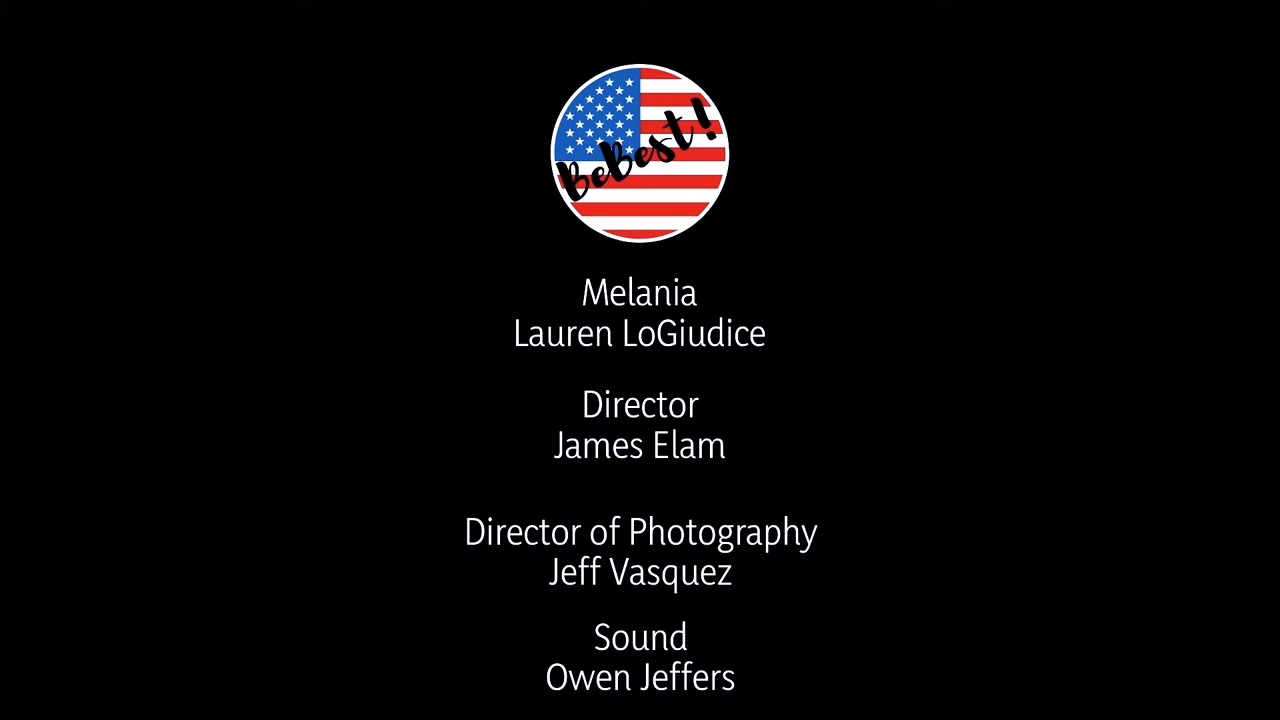 BeBest!
Melania
Lauren LoGiudice
Director
James Elam
Director of Photography
Jeff Vasquez
Sound
Owen Jeffers